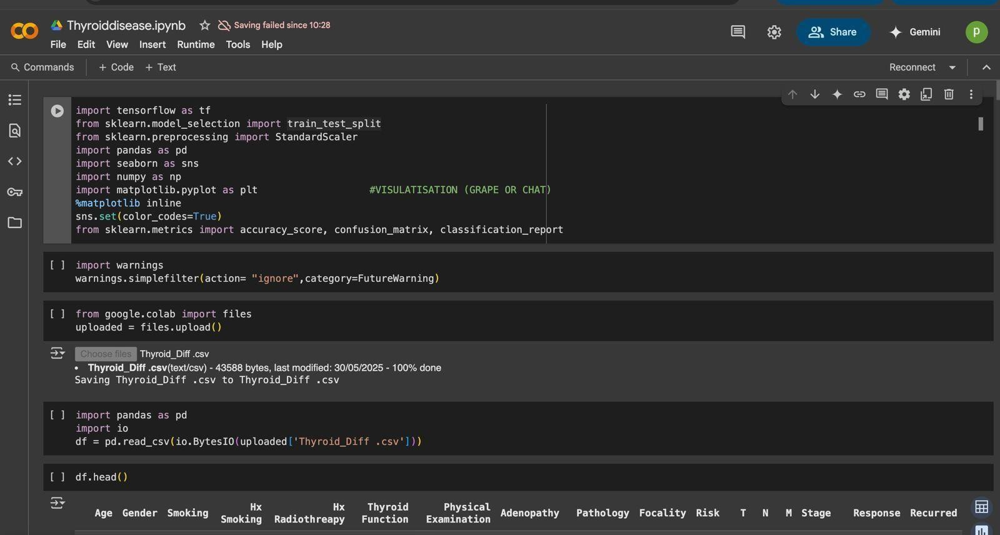 Thyroiddisease.ipynb
Saving failed since 10:28
File Edit View Insert Runtime Tools Help
Share
Gemini
p
Commands + Code + Text
Reconnect
import tensorflow as tf
from sklearn.model_selection import train_test_split
from sklearn.preprocessing import StandardScaler
import pandas as pd
import seaborn as sns
import numpy as np
import matplotlib.pyplot as plt #VISULATISATION (GRAPE OR CHAT)
%matplotlib inline
sns.set(color_codes=True)
from sklearn.metrics import accuracy_score, confusion_matrix, classification_report
[ ] import warnings
warnings.simplefilter(action= "ignore",category=FutureWarning)
[ ] from google.colab import files
uploaded = files.upload()
Choose files Thyroid_Diff .csv
• Thyroid_Diff .csv(text/csv) - 43588 bytes, last modified: 30/05/2025 - 100% done
Saving Thyroid_Diff .csv to Thyroid_Diff .csv
[ ] import pandas as pd
import io
df = pd.read_csv(io.BytesIO(uploaded['Thyroid_Diff .csv']))
[ ] df.head()
Age Gender Smoking Hx Smoking Hx Radiothreapy Thyroid Function Physical Examination Adenopathy Pathology Focality Risk T N M Stage Response Recurred